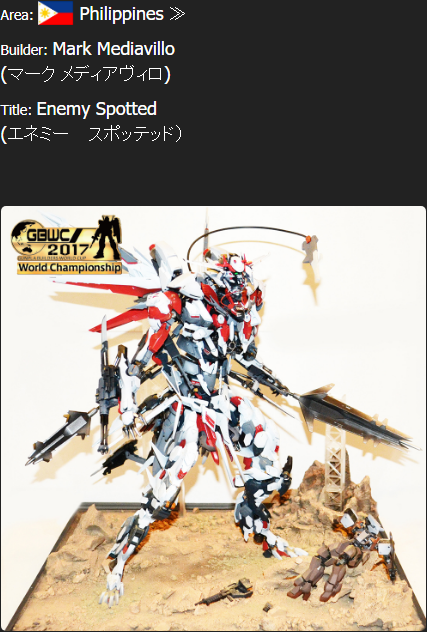 Area: Philippines ≫
Builder: Mark Mediavillo
(マーク メディアヴィロ)
Title: Enemy Spotted
(エネミー　スポッテッド）
GBWC
2017
GUNPLA BUILDERS WORLD CUP
World Championship